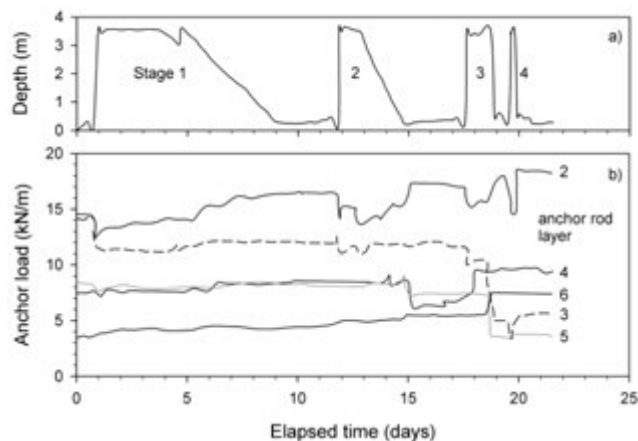 4
3
2
1
0
Depth (m)
Stage 1
2
3
4
a)
20
15
10
5
0
Anchor load (kN/m)
b)
2
anchor rod
layer
4
6
3
5
0 5 10 15 20 25
Elapsed time (days)